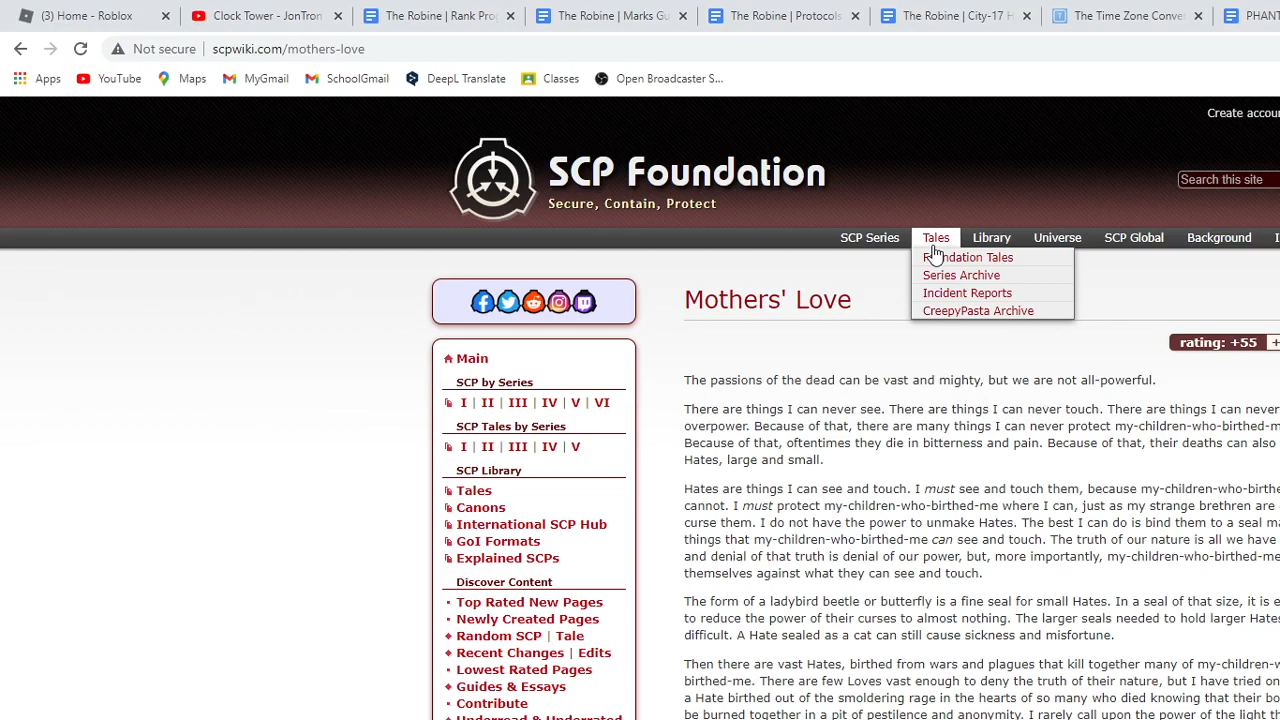 (3) Home - Roblox
Clock Tower - JonTron
The Robine | Rank Pro
The Robine | Marks Gu
The Robine | Protocols
The Robine | City-17 H
The Time Zone Conver
PHANT
Not secure | scpwiki.com/mothers-love
Apps YouTube Maps MyGmail SchoolGmail DeepL Translate Classes Open Broadcaster S...
Create accou
SCP Foundation
Secure, Contain, Protect
Search this site
SCP Series Tales Library Universe SCP Global Background
Foundation Tales
Series Archive
Incident Reports
CreepyPasta Archive
Mothers' Love
rating: +55 +
Main
SCP by Series
I | II | III | IV | V | VI
SCP Tales by Series
I | II | III | IV | V
SCP Library
Tales
Canons
International SCP Hub
GoI Formats
Explained SCPs
Discover Content
Top Rated New Pages
Newly Created Pages
Random SCP | Tale
Recent Changes | Edits
Lowest Rated Pages
Guides & Essays
Contribute
Underread & Underrated
The passions of the dead can be vast and mighty, but we are not all-powerful.
There are things I can never see. There are things I can never touch. There are things I can never
overpower. Because of that, there are many things I can never protect my-children-who-birthed-m
Because of that, oftentimes they die in bitterness and pain. Because of that, their deaths can also
Hates, large and small.
Hates are things I can see and touch. I must see and touch them, because my-children-who-birthe
cannot. I must protect my-children-who-birthed-me where I can, just as my strange brethren are
curse them. I do not have the power to unmake Hates. The best I can do is bind them to a seal ma
things that my-children-who-birthed-me can see and touch. The truth of our nature is all we have
and denial of that truth is denial of our power, but, more importantly, my-children-who-birthed-me
themselves against what they can see and touch.
The form of a ladybird beetle or butterfly is a fine seal for small Hates. In a seal of that size, it is e
to reduce the power of their curses to almost nothing. The larger seals needed to hold larger Hates
difficult. A Hate sealed as a cat can still cause sickness and misfortune.
Then there are vast Hates, birthed from wars and plagues that kill together many of my-children-w
birthed-me. There are few Loves vast enough to deny the truth of their nature, but I have tried on
a Hate birthed out of the smoldering rage in the hearts of so many who died knowing that their bo
be burned together in a pit of pestilence and anonymity. I rarely call upon the power of the light th